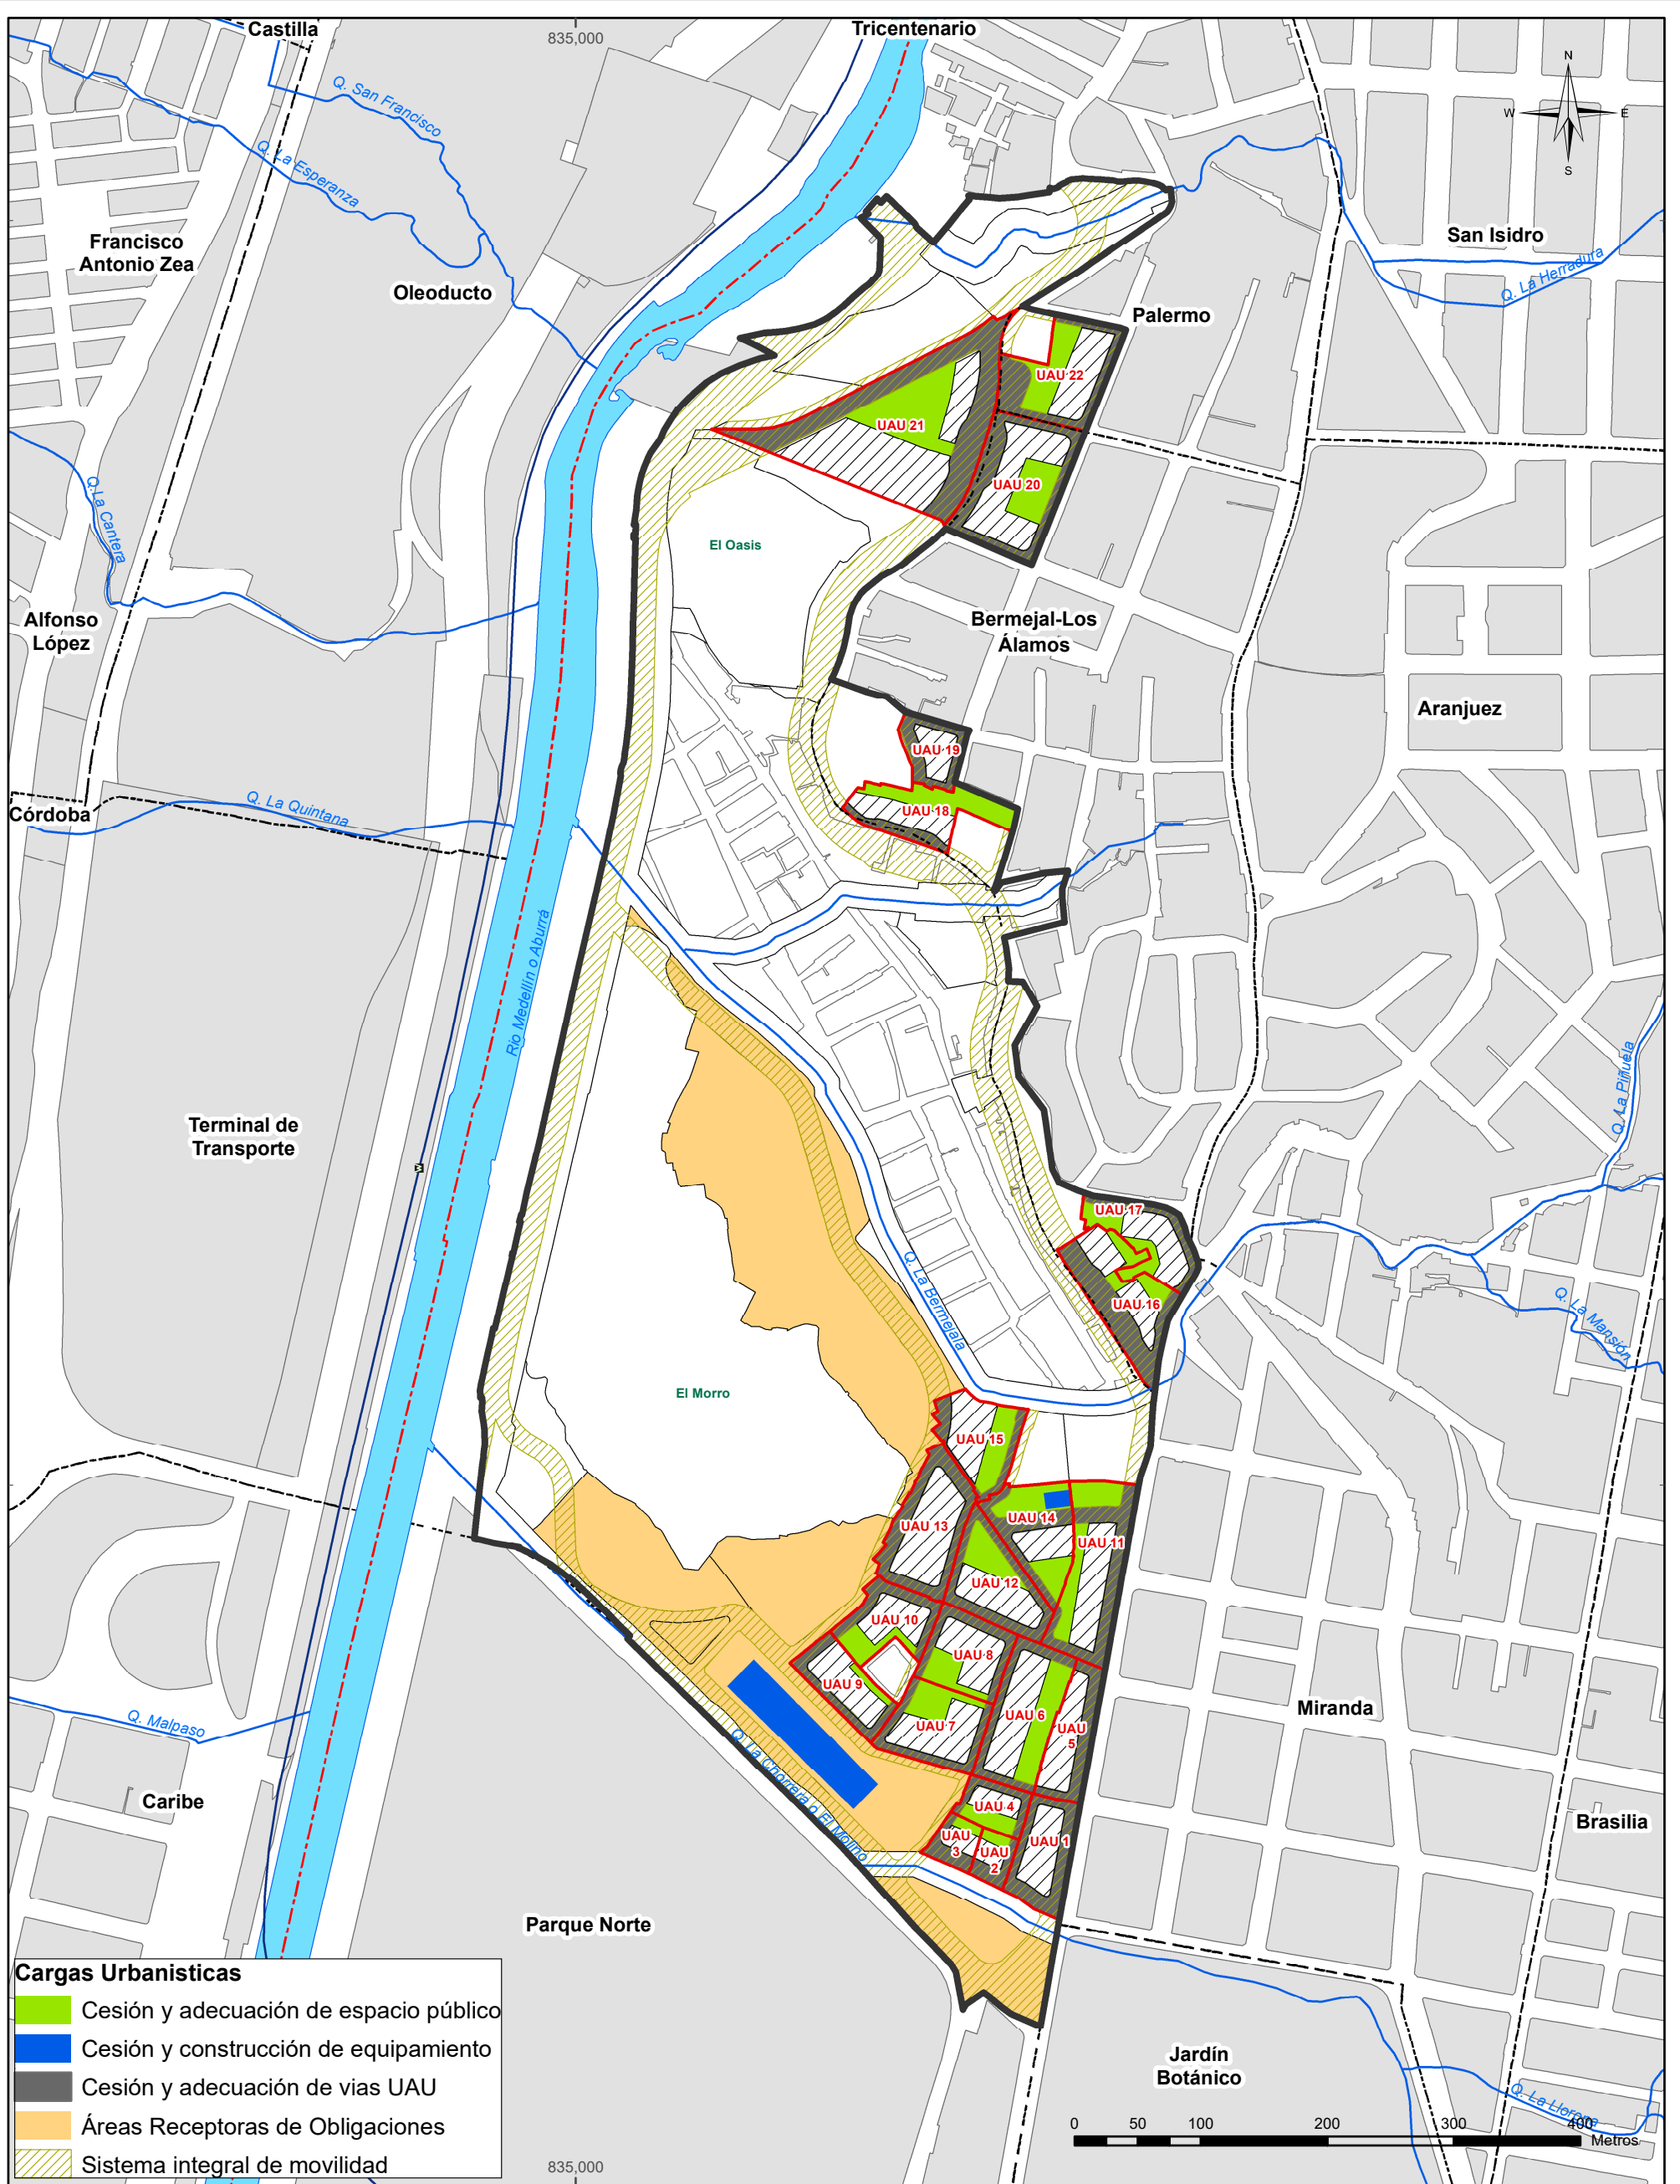 Castilla
835,000
Tricentenario
N
W
E
S
Q. San Francisco
Q. La Esperanza
Francisco
Antonio Zea
Oleoducto
San Isidro
Q. La Herradura
Palermo
UAU 22
UAU 21
UAU 20
Q.La Cantera
El Oasis
Alfonso
López
Bermejal-Los
Álamos
Aranjuez
UAU 19
UAU 18
Q. La Quintana
Córdoba
Rio Medellín o Aburrá
Q. La Piñuela
Terminal de
Transporte
UAU 17
UAU 16
Q. La Bermejala
Q. La Mansión
El Morro
UAU 15
UAU 14
UAU 13
UAU 11
UAU 12
UAU 10
UAU 8
UAU 9
UAU 7
UAU 6
UAU
5
Miranda
Q. Malpaso
Q. La Chorrera o El Molino
Caribe
UAU 4
UAU
3
UAU
2
UAU 1
Brasilia
Parque Norte
Jardín
Botánico
Q. La Llorona
Cargas Urbanisticas
Cesión y adecuación de espacio público
Cesión y construcción de equipamiento
Cesión y adecuación de vias UAU
Áreas Receptoras de Obligaciones
Sistema integral de movilidad
0 50 100 200 300 400
Metros
835,000